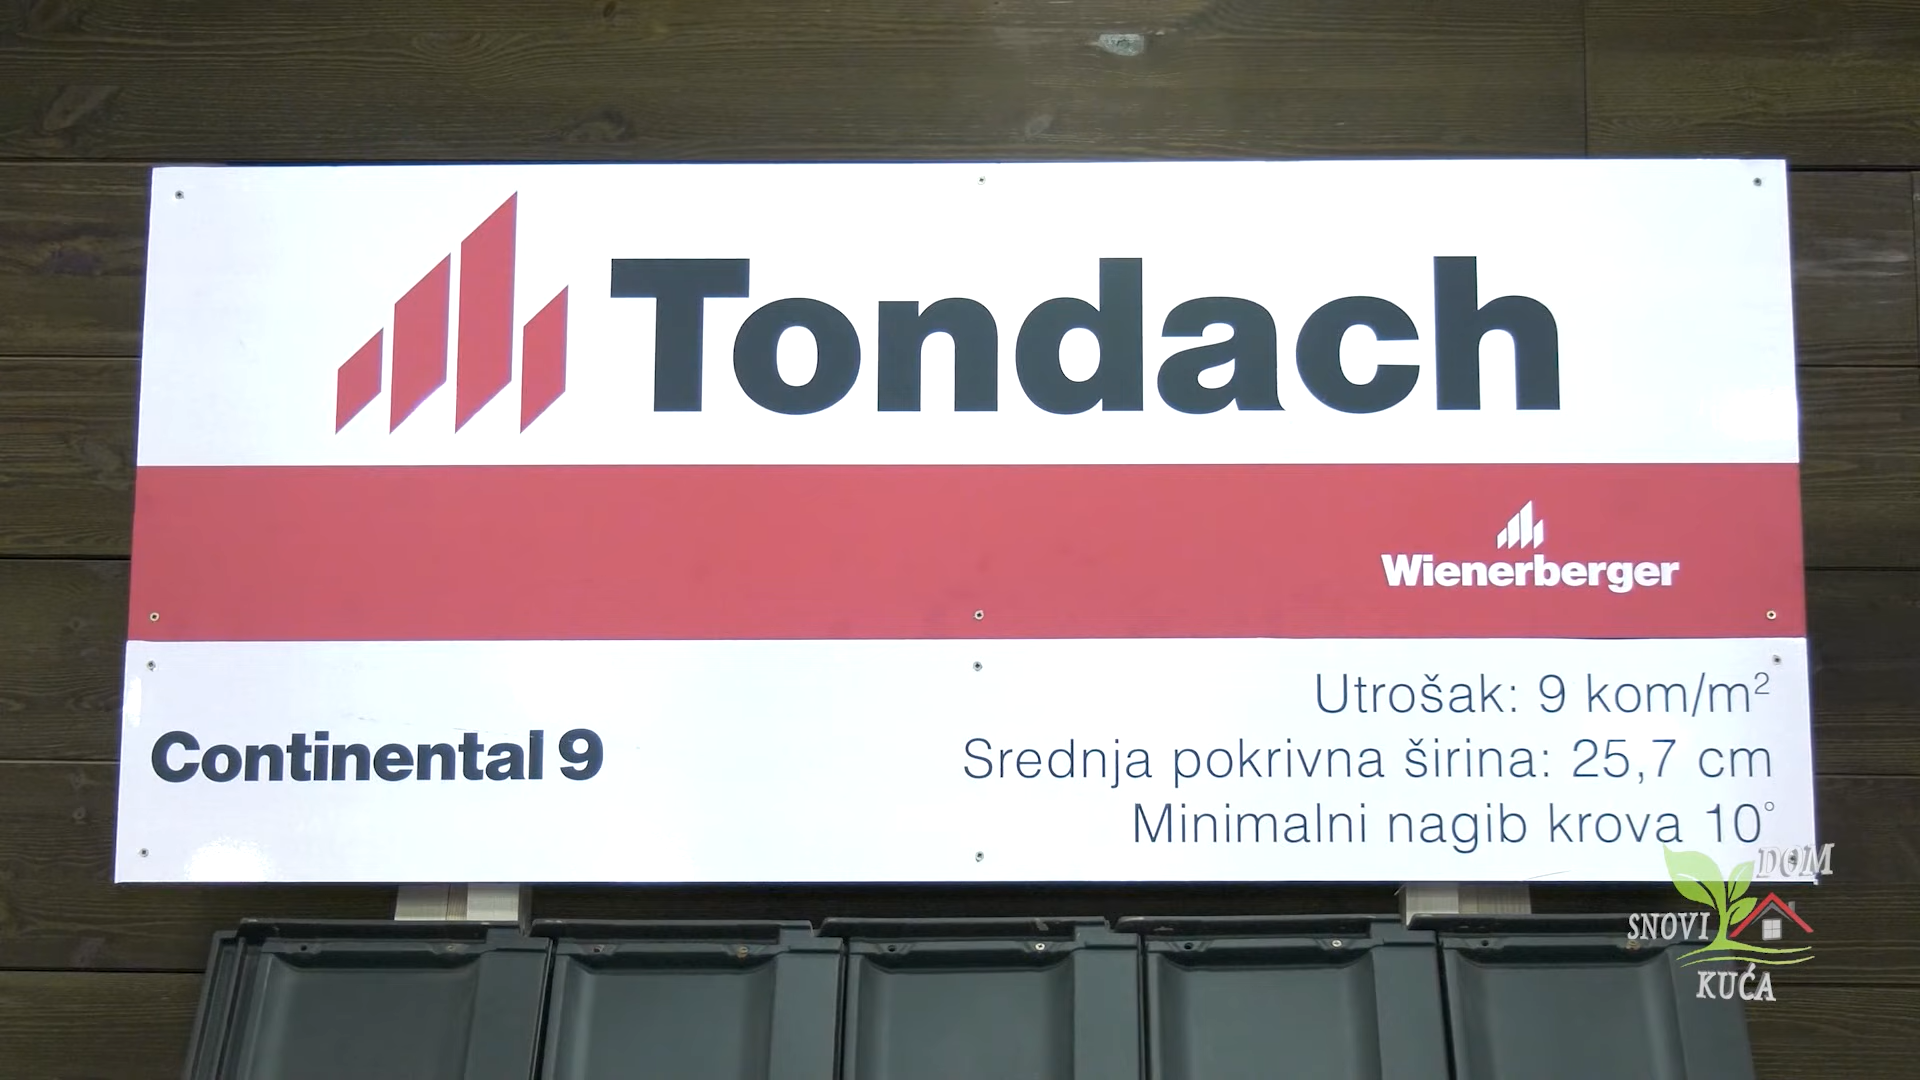 Tondach
Wienerberger
Continental 9
Utrošak: 9 kom/m²
Srednja pokrivna širina: 25,7 cm
Minimalni nagib krova 10°
DOM
SNOVI
KUĆA